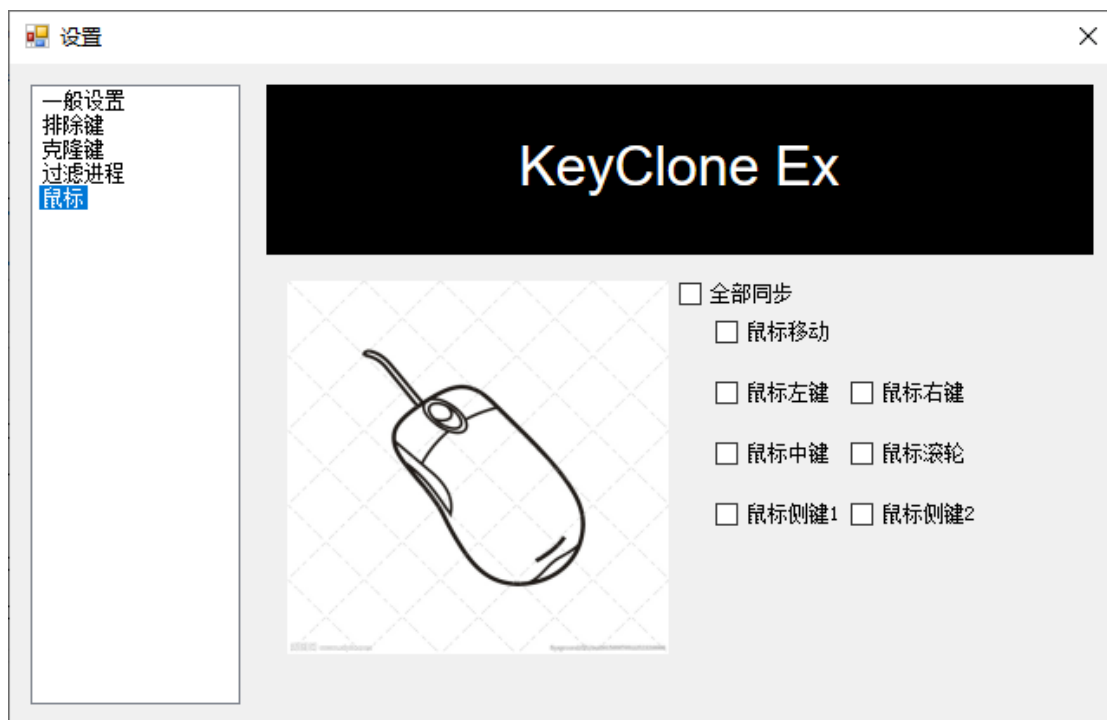 设置
一般设置
排除键
克隆键
过滤进程
鼠标
KeyClone Ex
全部同步
鼠标移动
鼠标左键 鼠标右键
鼠标中键 鼠标滚轮
鼠标侧键1 鼠标侧键2